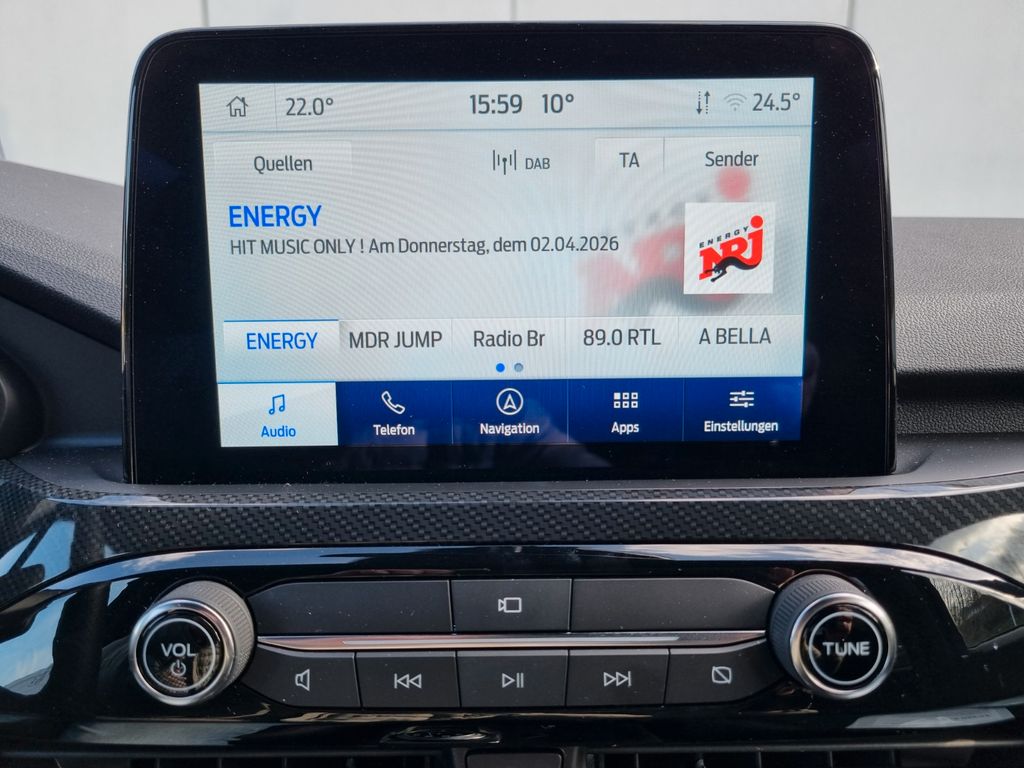 22.0° 15:59 10° 24.5°
Quellen DAB TA Sender
ENERGY
HIT MUSIC ONLY ! Am Donnerstag, dem 02.04.2026
ENERGY
NRJ
ENERGY MDR JUMP Radio Br 89.0 RTL A BELLA
Audio Telefon Navigation Apps Einstellungen
VOL
TUNE